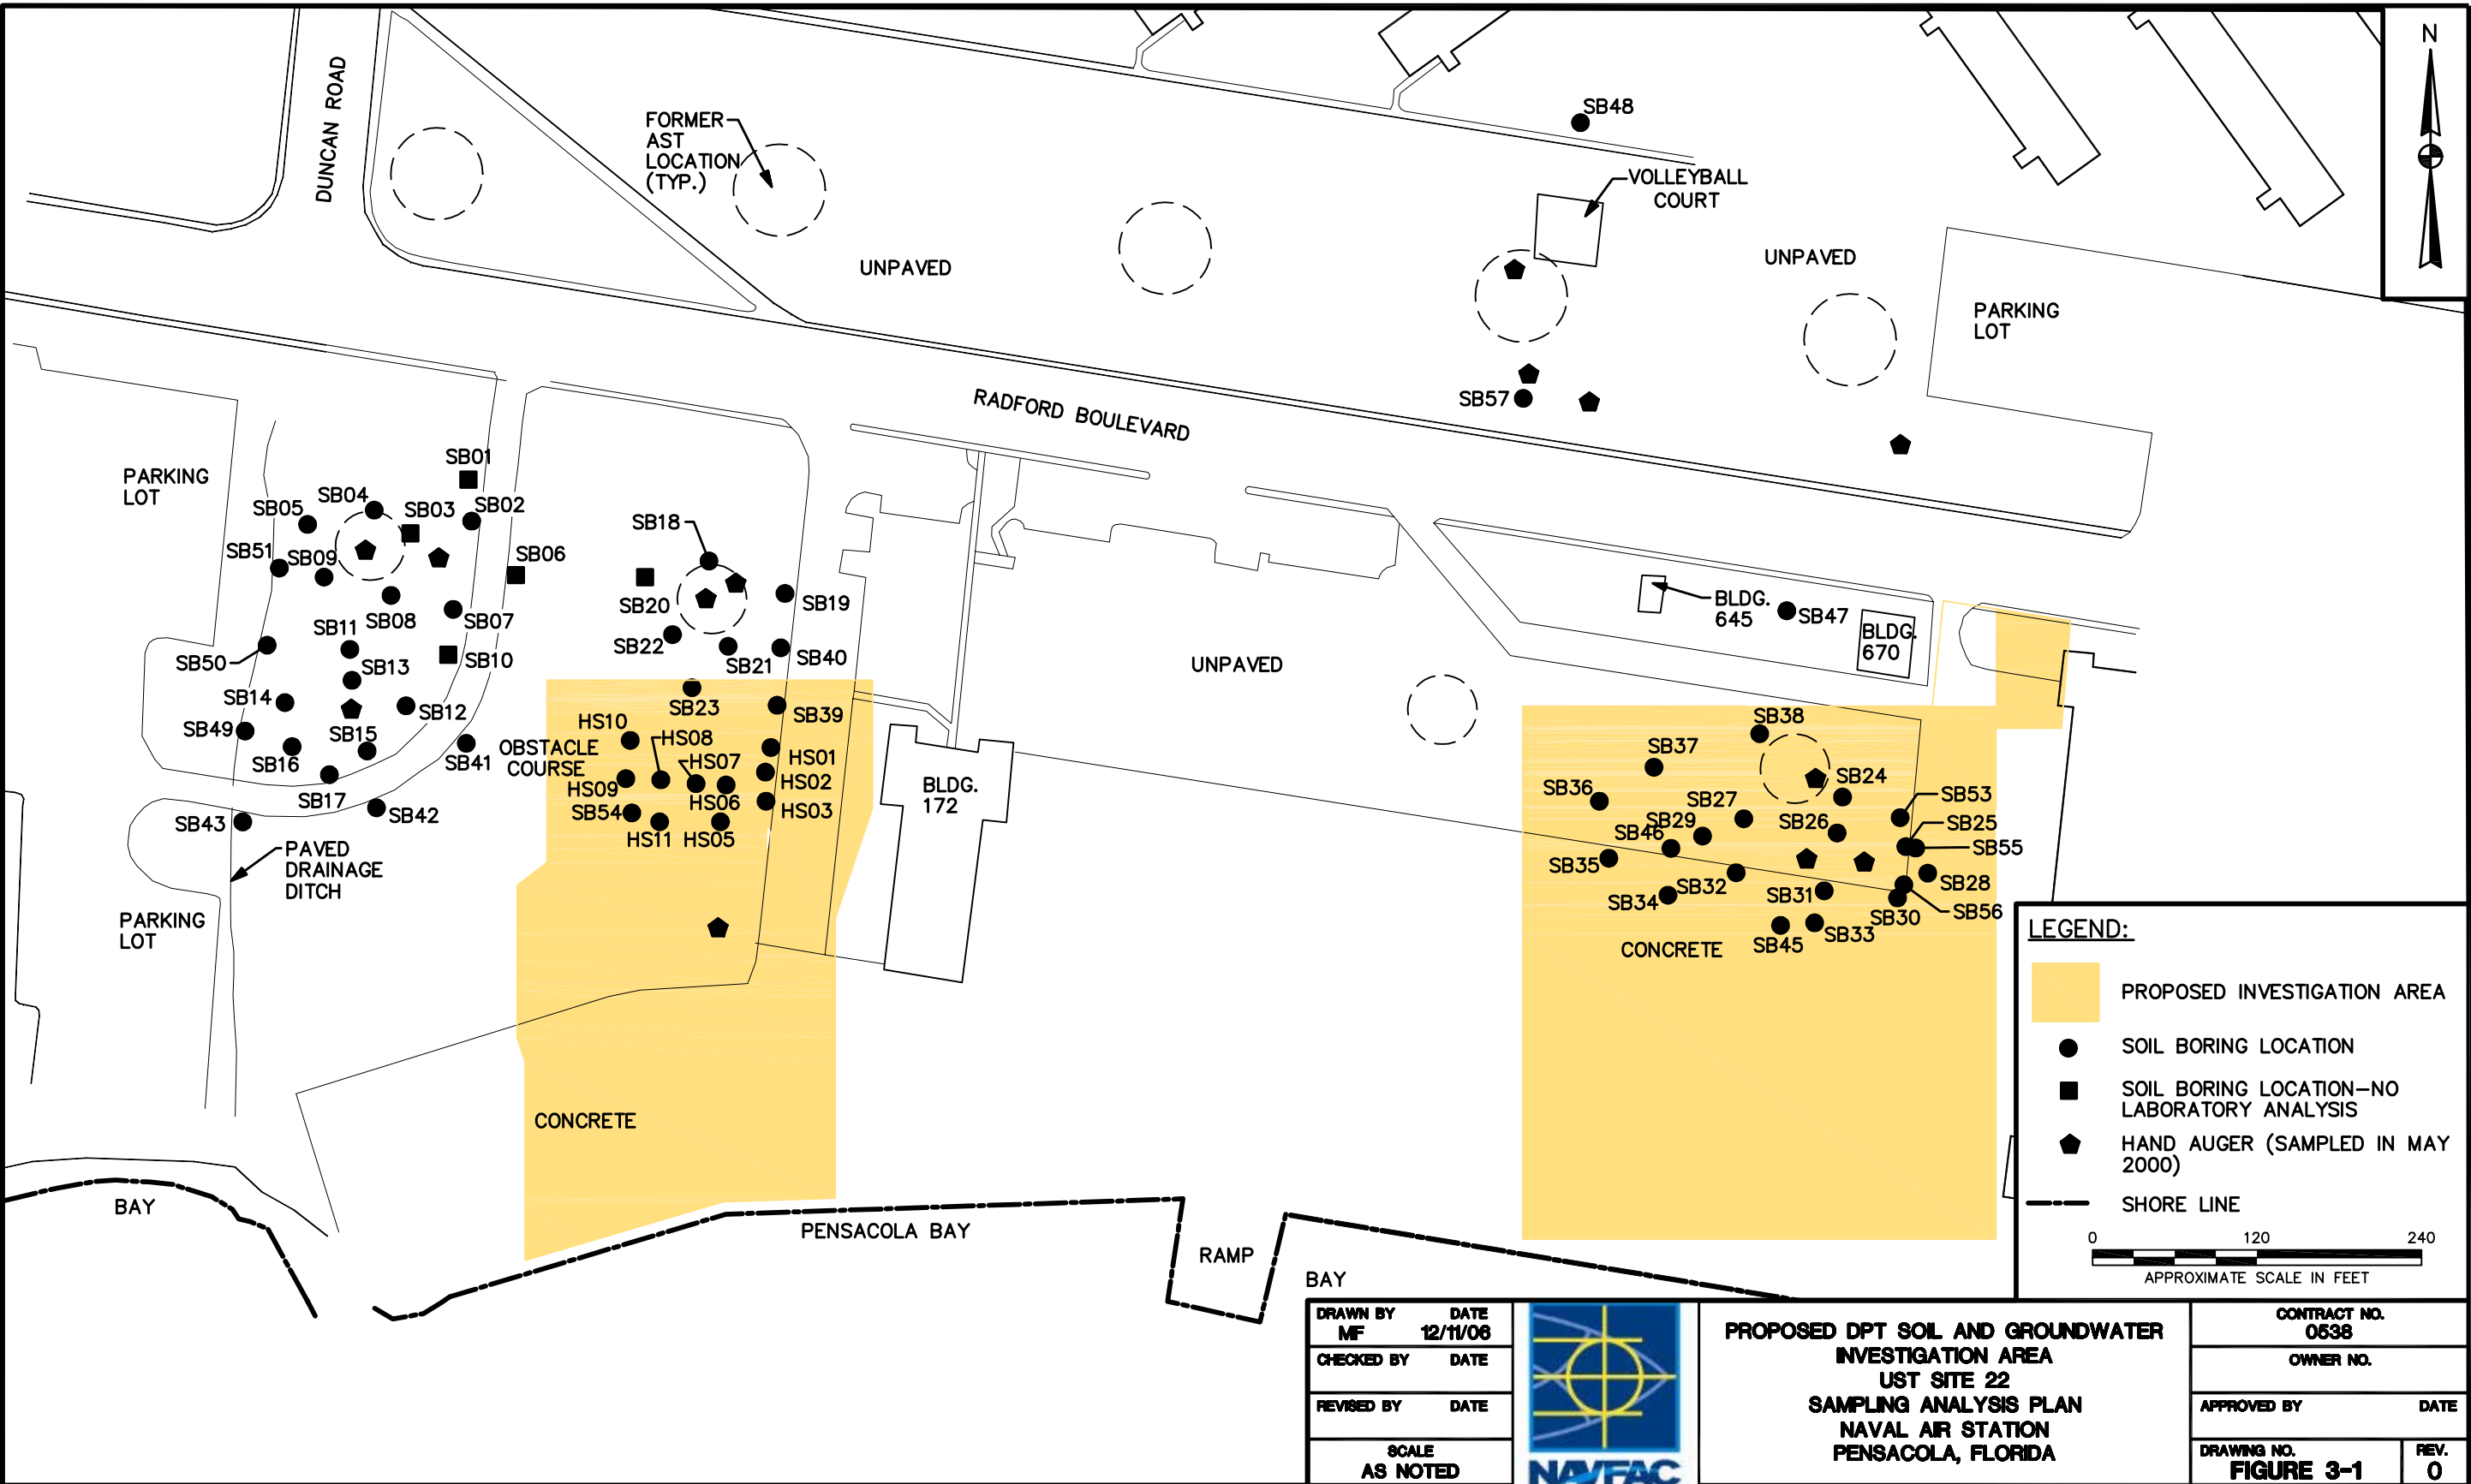 N
DUNCAN ROAD
FORMER
AST
LOCATION
(TYP.)
SB48
VOLLEYBALL
COURT
UNPAVED
UNPAVED
PARKING
LOT
SB57
RADFORD BOULEVARD
PARKING
LOT
SB01
SB04
SB03
SB02
SB05
SB51
SB09
SB06
SB08
SB07
SB11
SB10
SB50
SB13
SB14
SB12
SB49
SB15
SB16
SB41
SB17
SB42
SB43
PAVED
DRAINAGE
DITCH
PARKING
LOT
SB18
SB20
SB19
SB22
SB21
SB40
SB23
SB39
HS10
HS08
OBSTACLE
COURSE
HS07
HS01
HS09
HS02
HS06
HS03
SB54
HS11
HS05
BLDG.
172
UNPAVED
BLDG.
645
SB47
BLDG.
670
SB38
SB37
SB36
SB24
SB27
SB53
SB29
SB26
SB25
SB46
SB55
SB35
SB32
SB31
SB28
SB34
SB30
SB56
SB33
SB45
CONCRETE
CONCRETE
BAY
PENSACOLA BAY
RAMP
BAY
LEGEND:
PROPOSED INVESTIGATION AREA
SOIL BORING LOCATION
SOIL BORING LOCATION–NO
LABORATORY ANALYSIS
HAND AUGER (SAMPLED IN MAY
2000)
SHORE LINE
0 120 240
APPROXIMATE SCALE IN FEET
DRAWN BY DATE
MF 12/11/06
CHECKED BY DATE
REVISED BY DATE
SCALE
AS NOTED
NAVFAC
PROPOSED DPT SOIL AND GROUNDWATER
INVESTIGATION AREA
UST SITE 22
SAMPLING ANALYSIS PLAN
NAVAL AIR STATION
PENSACOLA, FLORIDA
CONTRACT NO.
0538
OWNER NO.
APPROVED BY DATE
DRAWING NO. REV.
FIGURE 3-1 0